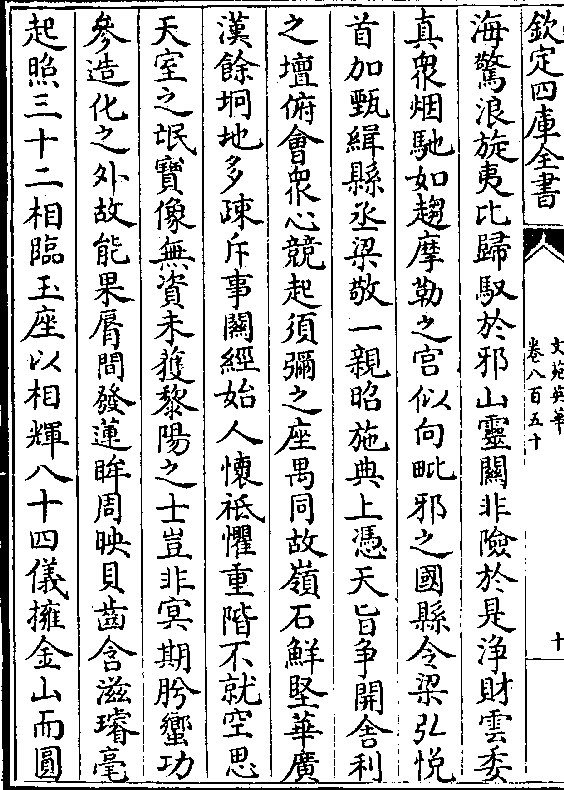 欽定四庫全書
文苑英華
卷八百五十
十
海驚浪旋夷比歸馭於邪山靈關非險於是浄財雲委
真衆烟馳如趨摩勒之宮似向毗邪之國縣令梁弘悦
首加甄緝縣丞梁敬一親昭施典上憑天旨争開舎利
之壇俯會衆心競起須彌之座禺同故嶺石鮮堅華廣
漢餘坰地多疎斥事闗經始人懷祗懼重階不就空思
天室之氓寶像無資未獲黎陽之士豈非冥期肹蠁功
參造化之外故能果脣間發蓮眸周映貝齒含滋璿毫
起照三十二相臨玉座以相輝八十四儀擁金山而圓